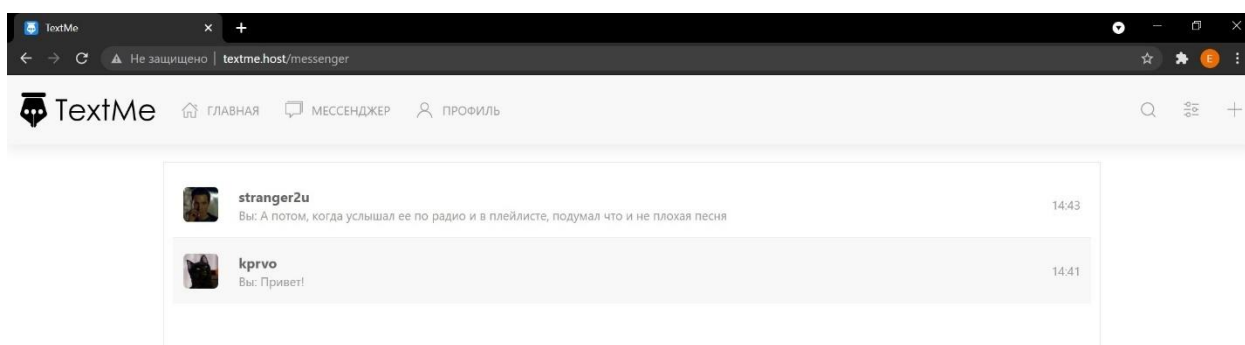 TextMe
Не защищено | textme.host/messenger
E
TextMe ГЛАВНАЯ МЕССЕНДЖЕР ПРОФИЛЬ
stranger2u
Вы: А потом, когда услышал ее по радио и в плейлисте, подумал что и не плохая песня
14:43
kprvo
Вы: Привет!
14:41